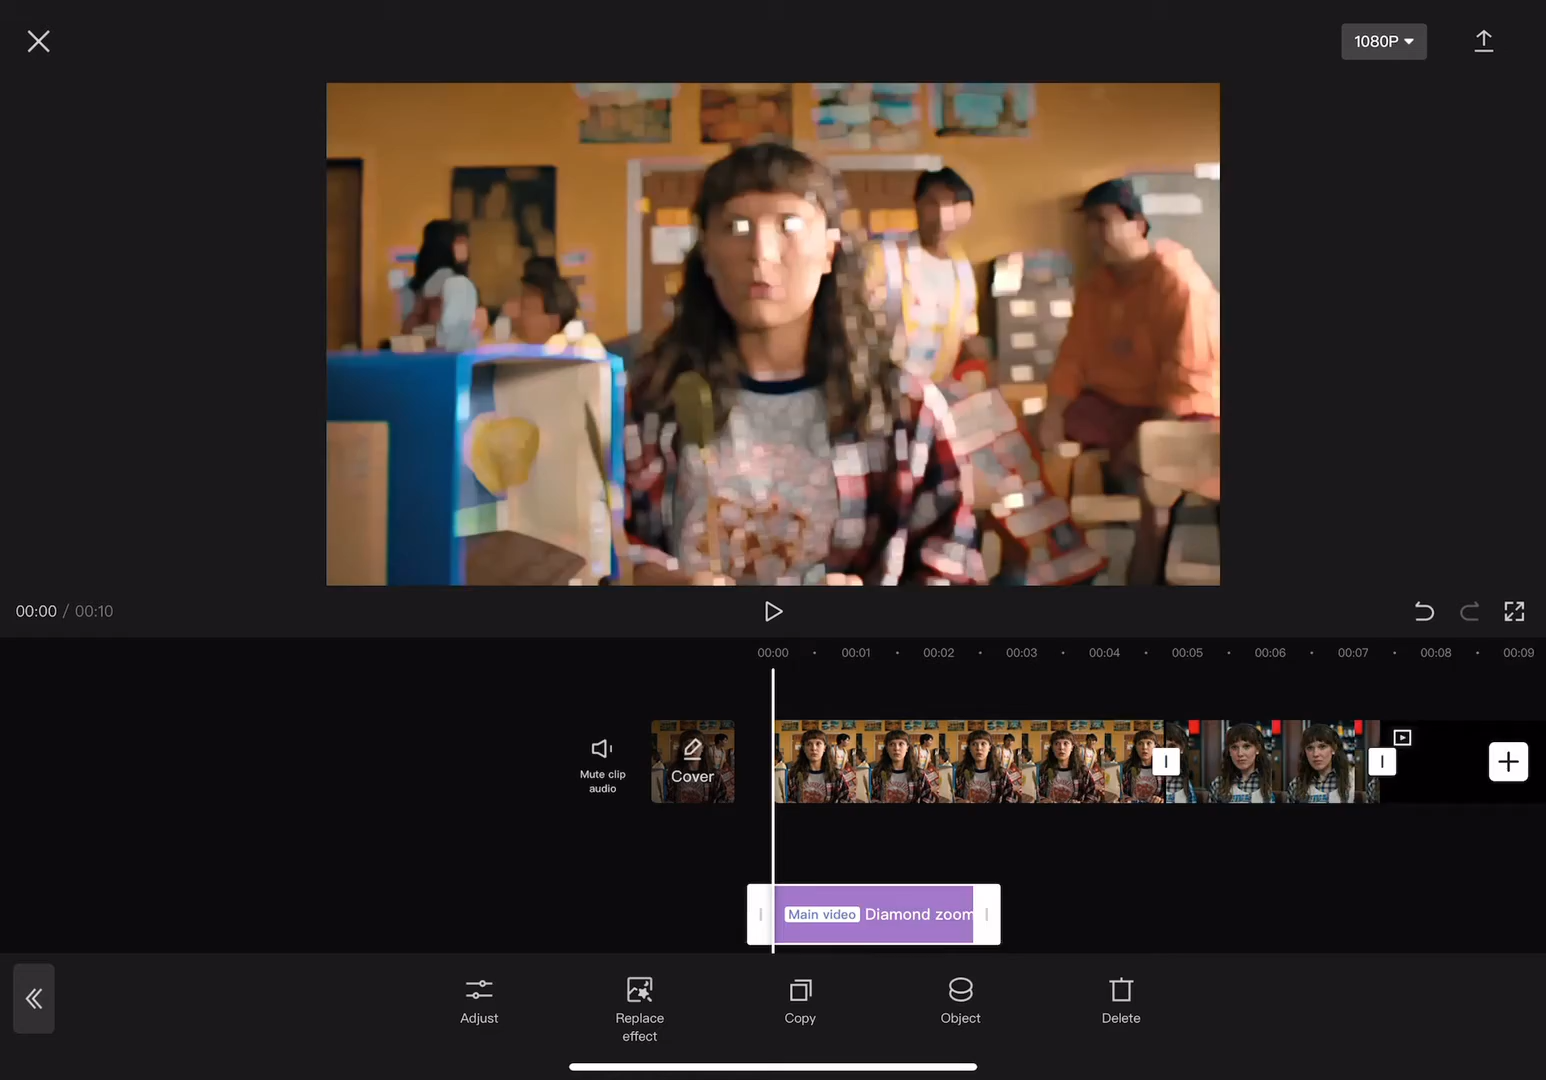 1080P
00:00 / 00:10
00:00 00:01 00:02 00:03 00:04 00:05 00:06 00:07 00:08 00:09
Mute clip
audio
Cover
Main video Diamond zoom
Adjust
Replace
effect
Copy
Object
Delete